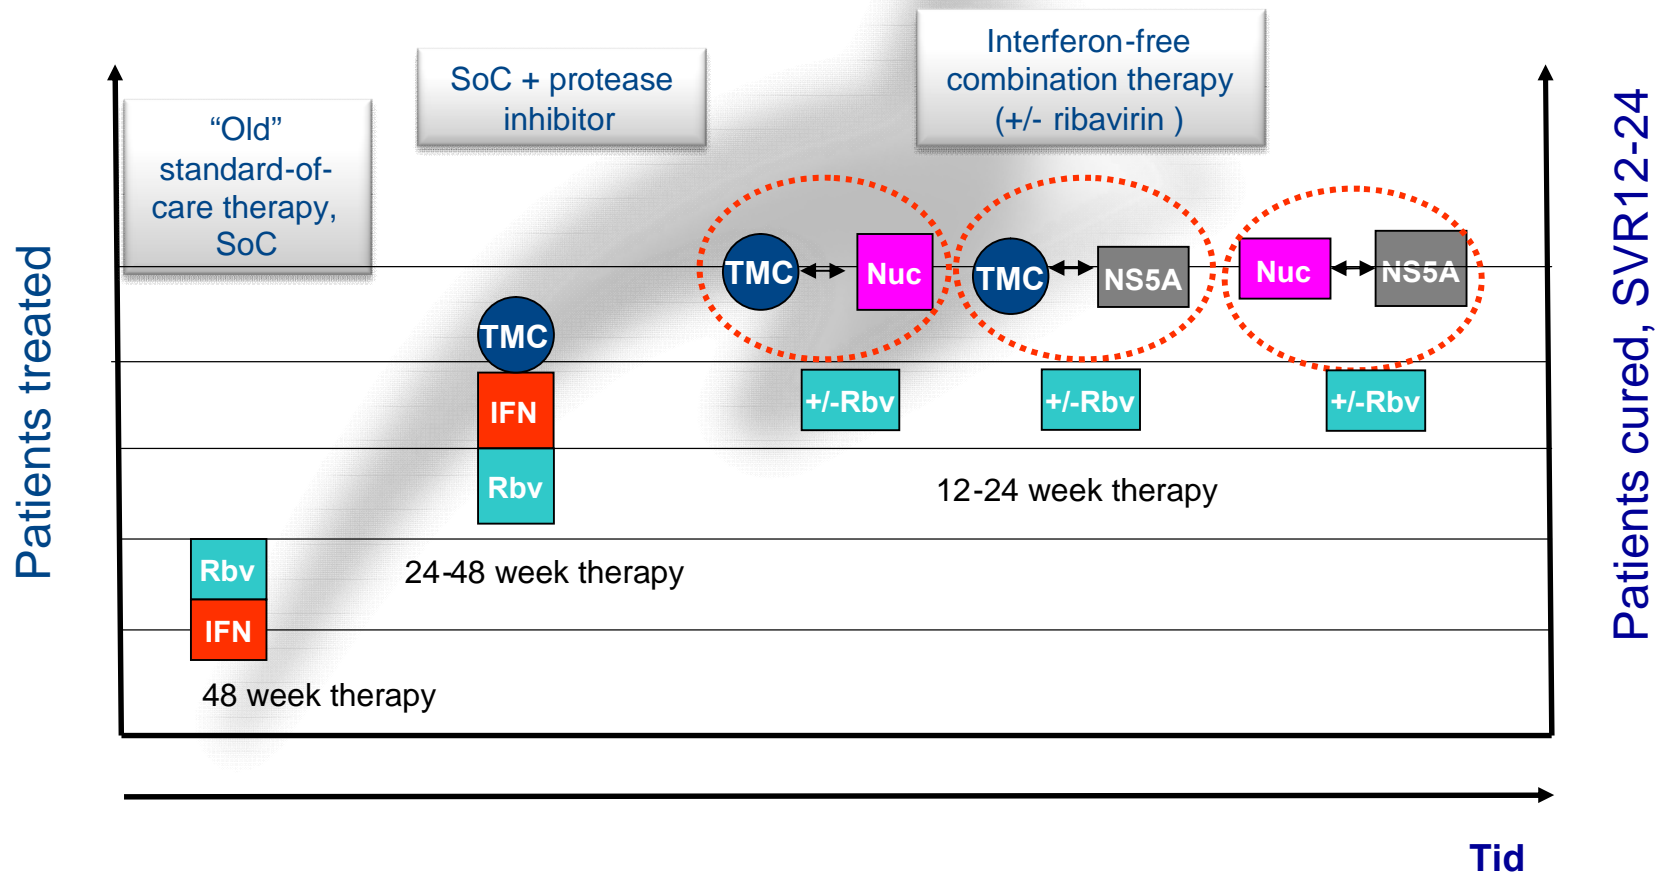 “Old”
standard-of-
care therapy,
SoC
SoC + protease
inhibitor
Interferon-free
combination therapy
(+/- ribavirin )
Patients treated
Patients cured, SVR12-24
TMC
Nuc
TMC
NS5A
Nuc
NS5A
TMC
IFN
Rbv
+/-Rbv
+/-Rbv
+/-Rbv
12-24 week therapy
Rbv
IFN
24-48 week therapy
48 week therapy
Tid